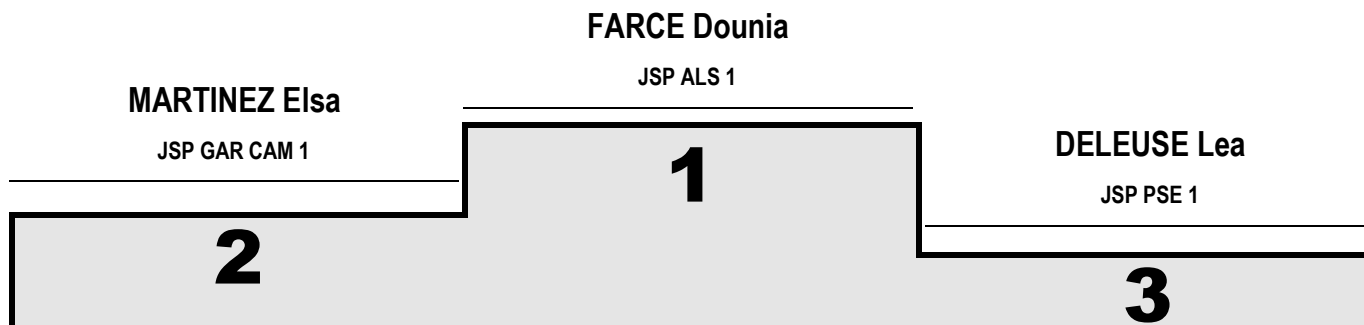 FARCE Dounia
JSP ALS 1
MARTINEZ Elsa
JSP GAR CAM 1
DELEUSE Lea
JSP PSE 1
1
2
3